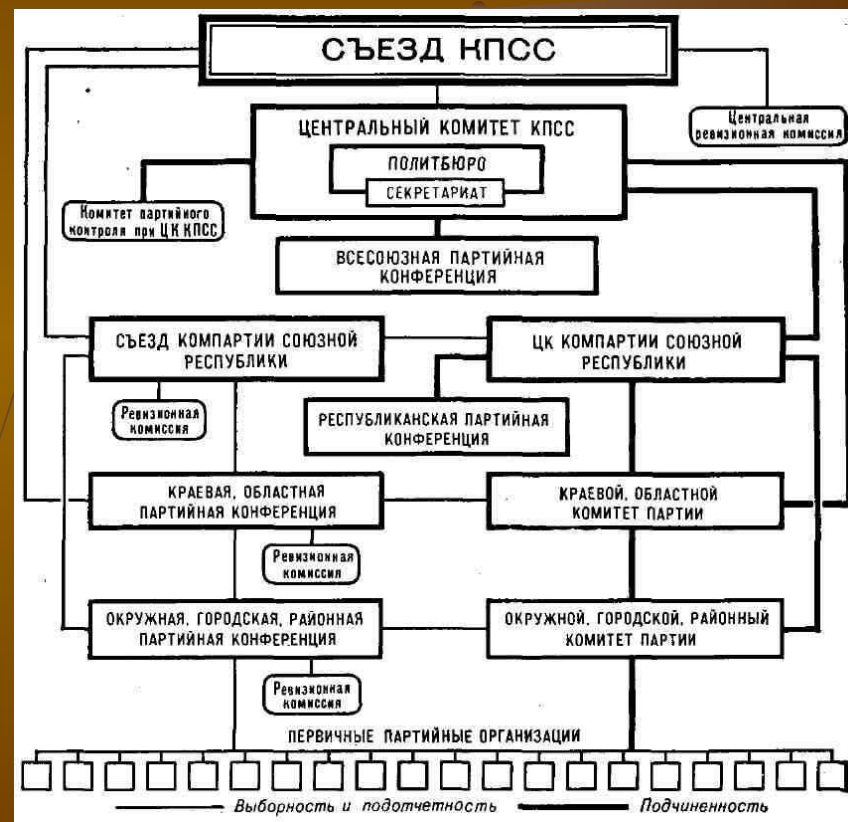 СЪЕЗД КПСС
ЦЕНТРАЛЬНЫЙ КОМИТЕТ КПСС
Центральная
ревизионная комиссия
ПОЛИТБЮРО
СЕКРЕТАРИАТ
Комитет партийного
контроля при ЦК КПСС
ВСЕСОЮЗНАЯ ПАРТИЙНАЯ
КОНФЕРЕНЦИЯ
СЪЕЗД КОМПАРТИИ СОЮЗНОЙ
РЕСПУБЛИКИ
ЦК КОМПАРТИИ СОЮЗНОЙ
РЕСПУБЛИКИ
Ревизионная
комиссия
РЕСПУБЛИКАНСКАЯ ПАРТИЙНАЯ
КОНФЕРЕНЦИЯ
КРАЕВАЯ, ОБЛАСТНАЯ
ПАРТИЙНАЯ КОНФЕРЕНЦИЯ
КРАЕВОЙ, ОБЛАСТНОЙ
КОМИТЕТ ПАРТИИ
Ревизионная
комиссия
ОКРУЖНАЯ, ГОРОДСКАЯ, РАЙОННАЯ
ПАРТИЙНАЯ КОНФЕРЕНЦИЯ
ОКРУЖНОЙ, ГОРОДСКОЙ, РАЙОННЫЙ
КОМИТЕТ ПАРТИИ
Ревизионная
комиссия
ПЕРВИЧНЫЕ ПАРТИЙНЫЕ ОРГАНИЗАЦИИ
Выборность и подотчетность
Подчиненность